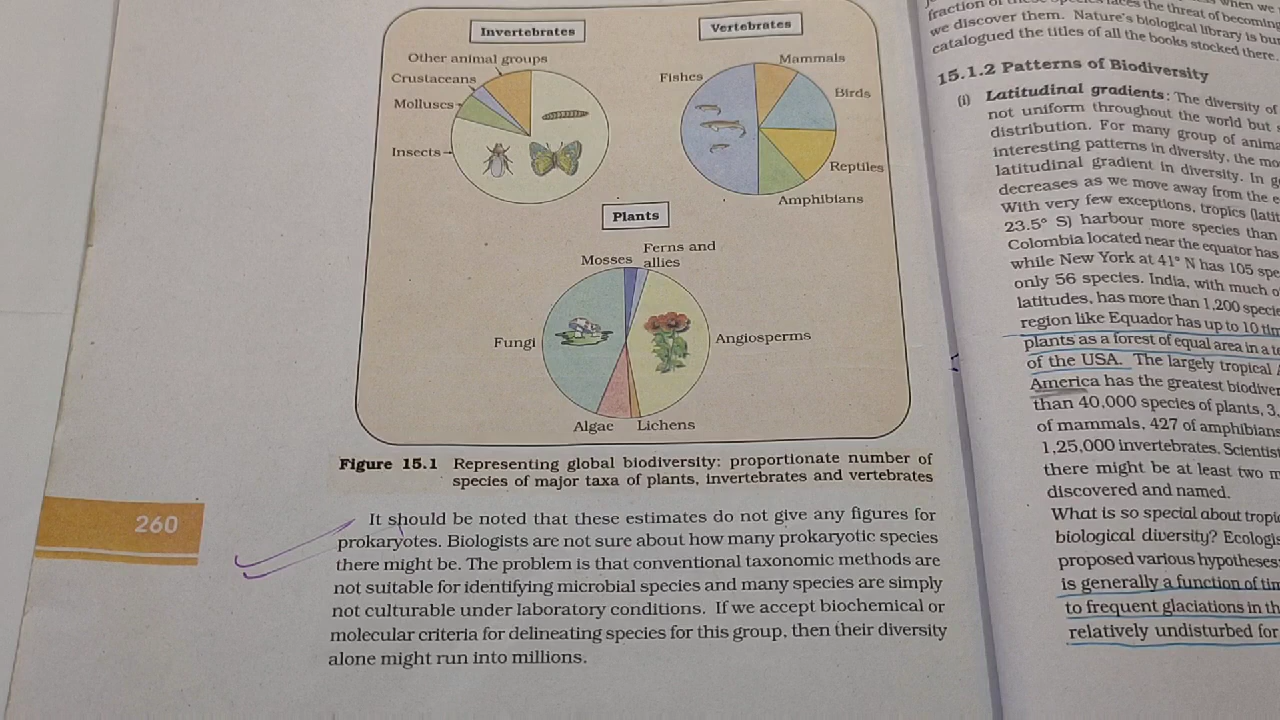 Invertebrates
Other animal groups
Crustaceans
Molluscs
Insects
Vertebrates
Mammals
Fishes
Birds
Reptiles
Amphibians
Plants
Ferns and
Mosses allies
Fungi
Angiosperms
Algae Lichens
Figure 15.1 Representing global biodiversity: proportionate number of
species of major taxa of plants, invertebrates and vertebrates
260
It should be noted that these estimates do not give any figures for
prokaryotes. Biologists are not sure about how many prokaryotic species
there might be. The problem is that conventional taxonomic methods are
not suitable for identifying microbial species and many species are simply
not culturable under laboratory conditions. If we accept biochemical or
molecular criteria for delineating species for this group, then their diversity
alone might run into millions.
fraction of these species faces the threat of becoming
we discover them. Nature's biological library is
catalogued the titles of all the books stocked there.
15.1.2 Patterns of Biodiversity
(i) Latitudinal gradients: The diversity of
not uniform throughout the world but
distribution. For many group of
interesting patterns in diversity, the
latitudinal gradient in diversity. In
decreases as we move away from the
With very few exceptions, tropics
23.5° S) harbour more species than
Colombia located near the equator has
while New York at 41° N has 105
only 56 species. India, with much
latitudes, has more than 1,200
region like Equador has up to 10
plants as a forest of equal area in a
of the USA. The largely tropical
America has the greatest
than 40,000 species of plants,
of mammals, 427 of amphibians
1,25,000 invertebrates.
there might be at least two
discovered and named.
What is so special about
biological diversity?
proposed various hypotheses
is generally a function of
to frequent glaciations in
relatively undisturbed for